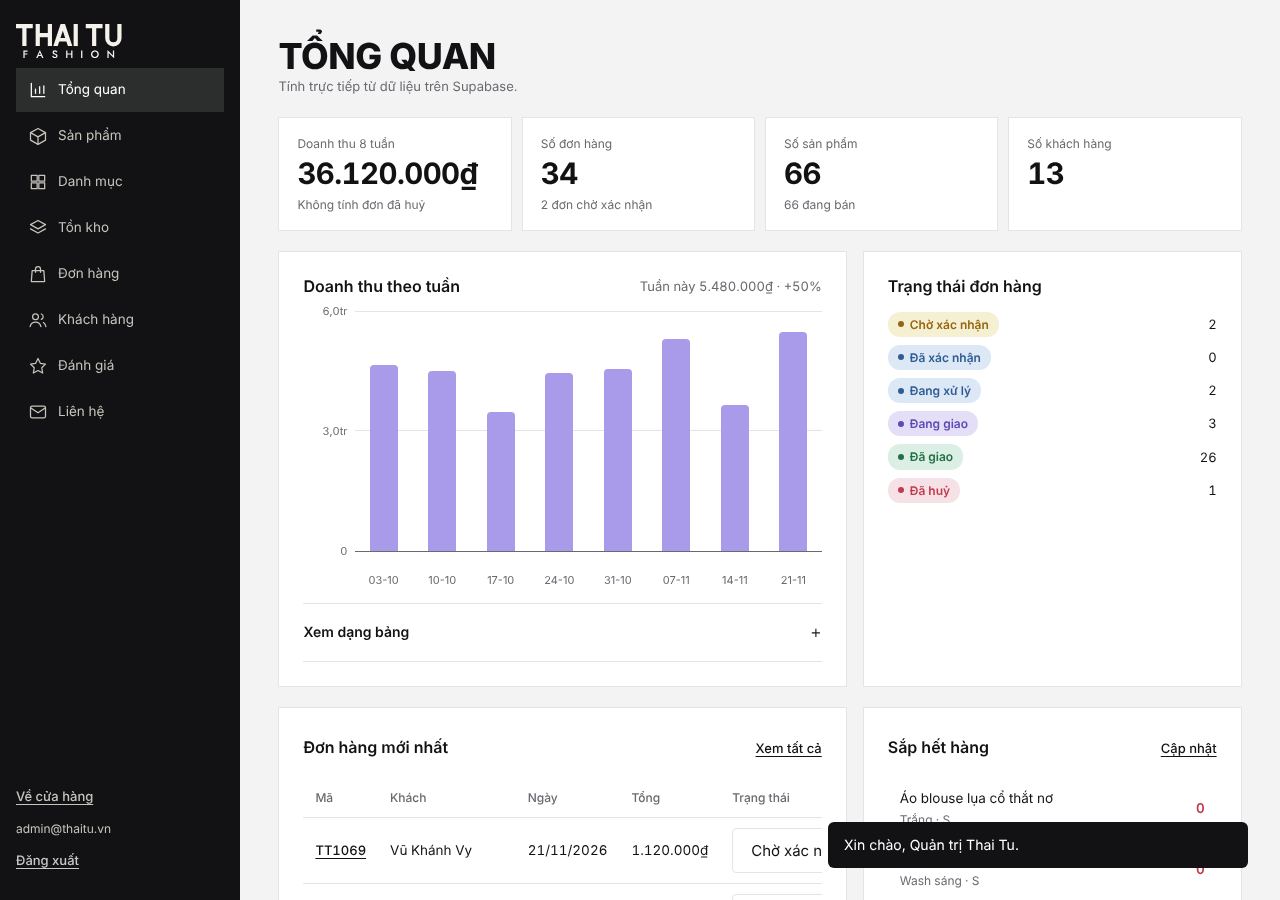 THAI TU
FASHION
Tổng quan
Sản phẩm
Danh mục
Tồn kho
Đơn hàng
Khách hàng
Đánh giá
Liên hệ
Về cửa hàng
admin@thaitu.vn
Đăng xuất
TỔNG QUAN
Tính trực tiếp từ dữ liệu trên Supabase.
Doanh thu 8 tuần
36.120.000₫
Không tính đơn đã huỷ
Số đơn hàng
34
2 đơn chờ xác nhận
Số sản phẩm
66
66 đang bán
Số khách hàng
13
Doanh thu theo tuần
Tuần này 5.480.000₫ · +50%
6,0tr
3,0tr
0
03-10 10-10 17-10 24-10 31-10 07-11 14-11 21-11
Xem dạng bảng +
Trạng thái đơn hàng
Chờ xác nhận 2
Đã xác nhận 0
Đang xử lý 2
Đang giao 3
Đã giao 26
Đã huỷ 1
Đơn hàng mới nhất
Xem tất cả
Mã Khách Ngày Tổng Trạng thái
TT1069 Vũ Khánh Vy 21/11/2026 1.120.000₫ Chờ xác n
Sắp hết hàng
Cập nhật
Áo blouse lụa cổ thắt nơ
Trắng · S
0
Xin chào, Quản trị Thai Tu.
0
Wash sáng · S